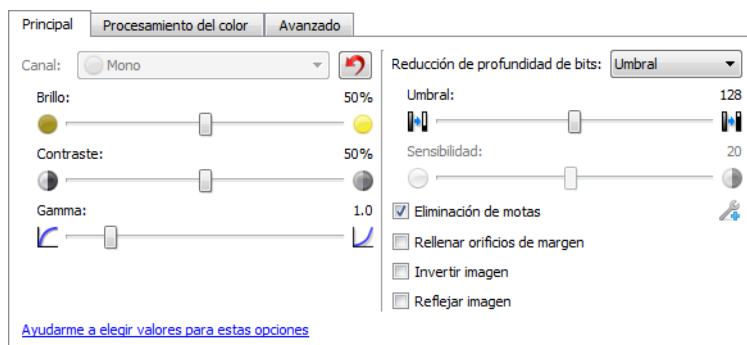 Principal
Procesamiento del color
Avanzado
Canal:
Mono
Brillo:
50%
Contraste:
50%
Gamma:
1.0
Ayudarme a elegir valores para estas opciones
Reducción de profundidad de bits:
Umbral
Umbral:
128
Sensibilidad:
20
Eliminación de motas
Rellenar orificios de margen
Invertir imagen
Reflejar imagen